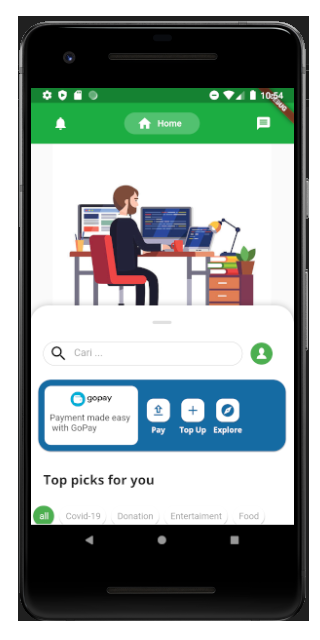 10:54
Home
Cari ...
gopay
Payment made easy
with GoPay
Pay
Top Up
Explore
Top picks for you
all
Covid-19
Donation
Entertaiment
Food